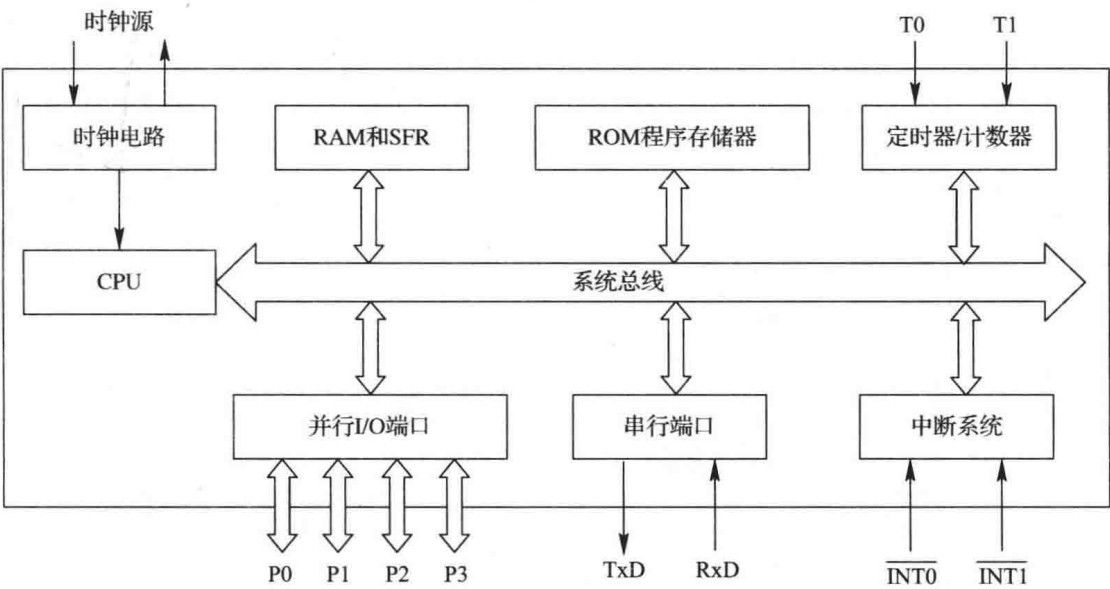 时钟源
T0
T1
时钟电路
RAM和SFR
ROM程序存储器
定时器/计数器
CPU
系统总线
并行I/O端口
串行端口
中断系统
P0
P1
P2
P3
TxD
RxD
I̅N̅T̅0̅
I̅N̅T̅1̅